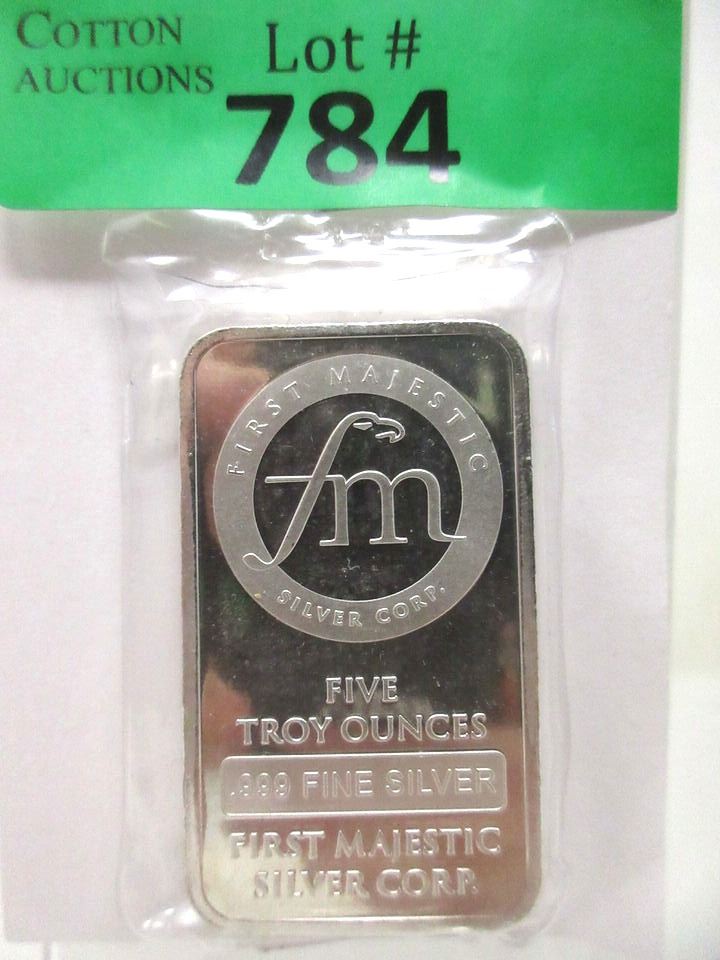 COTTON
AUCTIONS
Lot #
784
FIRST MAJESTIC
fm
SILVER CORP.
FIVE
TROY OUNCES
.999 FINE SILVER
FIRST MAJESTIC
SILVER CORP.